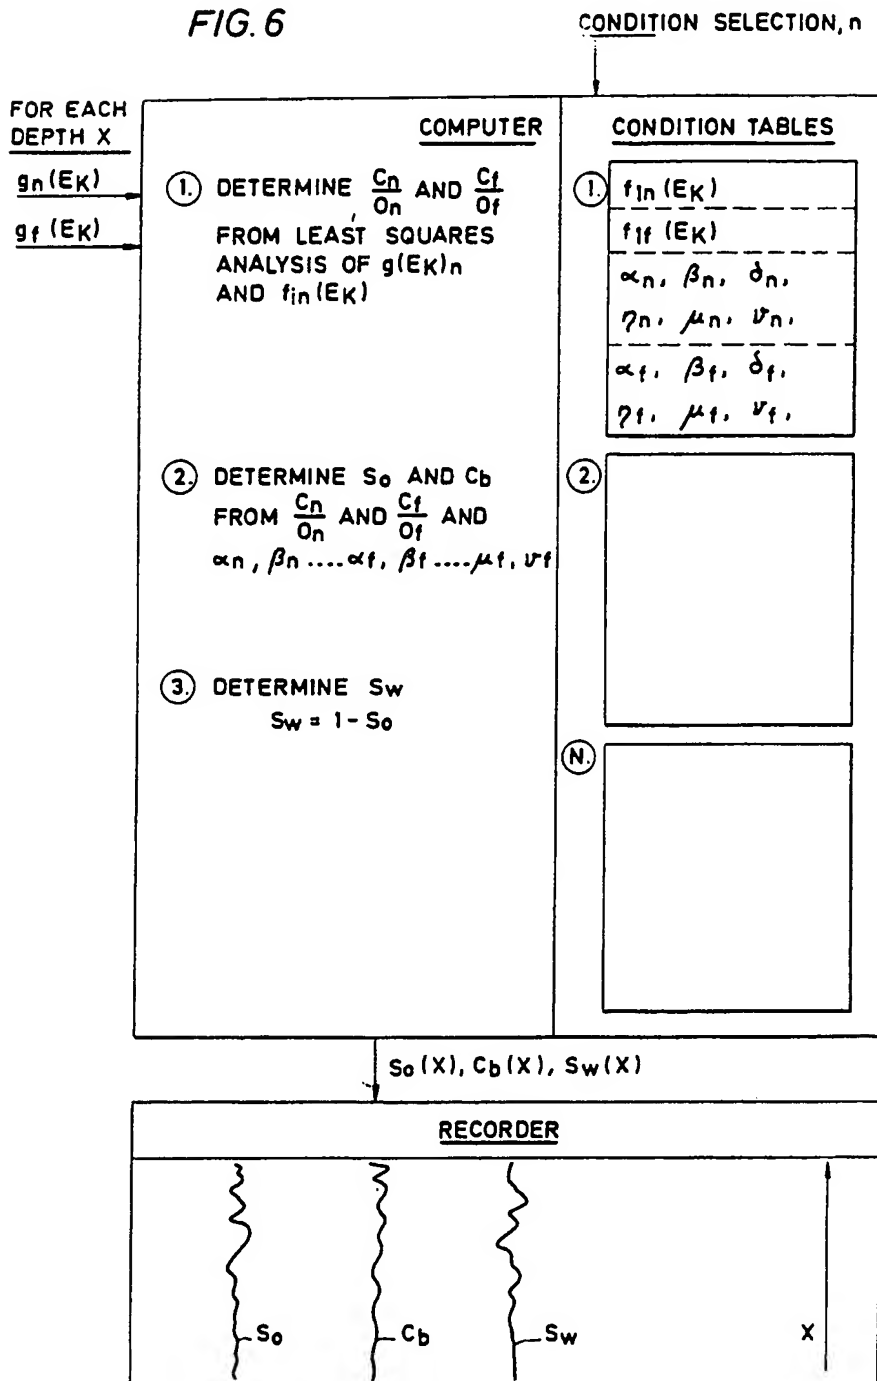 FIG. 6
CONDITION SELECTION, n
FOR EACH
DEPTH X
gn(EK)
gf(EK)
COMPUTER
1. DETERMINE Cn/On AND Cf/Of
FROM LEAST SQUARES
ANALYSIS OF g(EK)n
AND fin(EK)
2. DETERMINE So AND Cb
FROM Cn/On AND Cf/Of AND
αn, βn ....αf, βf ....μf, νf
3. DETERMINE Sw
Sw = 1 - So
CONDITION TABLES
1.
fin(EK)
fif(EK)
αn, βn, δn,
ηn, μn, νn,
αf, βf, δf,
ηf, μf, νf,
2.
N.
So(X), Cb(X), Sw(X)
RECORDER
So
Cb
Sw
X